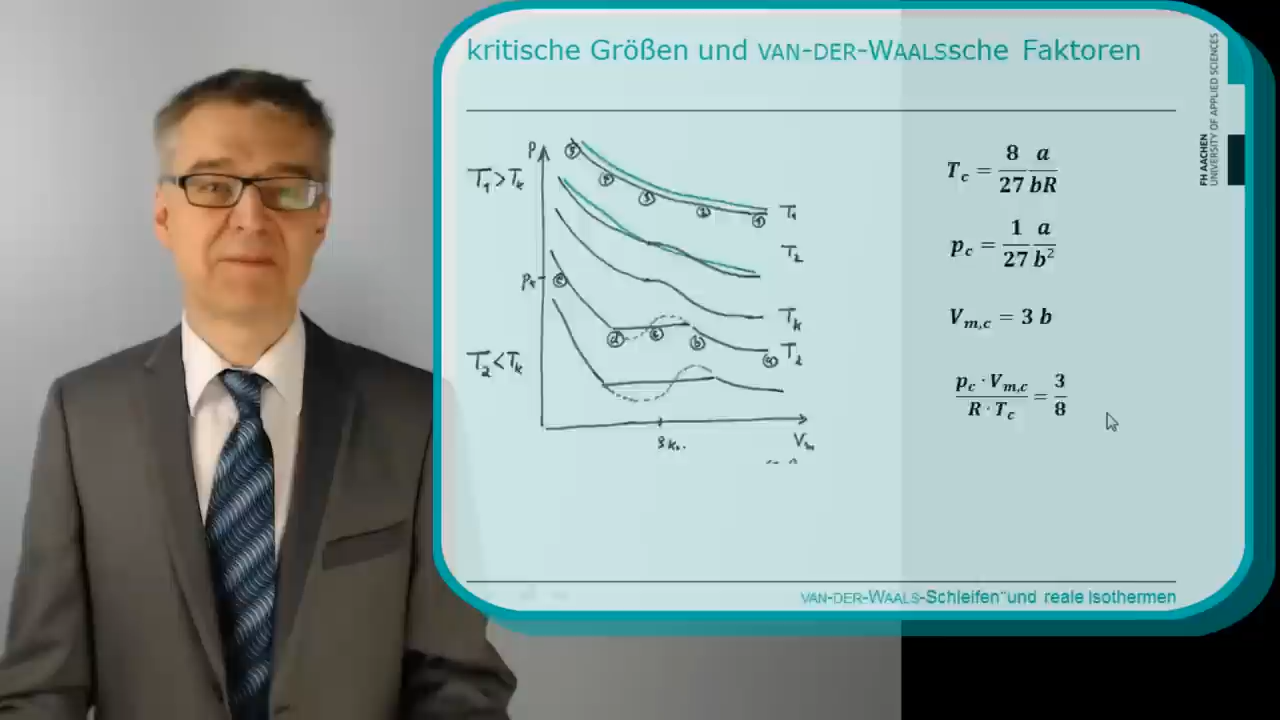 kritische Größen und VAN-DER-WAALSsche Faktoren
FH AACHEN
UNIVERSITY OF APPLIED SCIENCES
p
T₁>Tₖ
T₁
T₂
Tₖ
T₂<Tₖ
Vₘ
T_c = 8/27 a/bR
p_c = 1/27 a/b²
V_m,c = 3 b
p_c · V_m,c / R · T_c = 3/8
VAN-DER-WAALS-Schleifen" und reale Isothermen